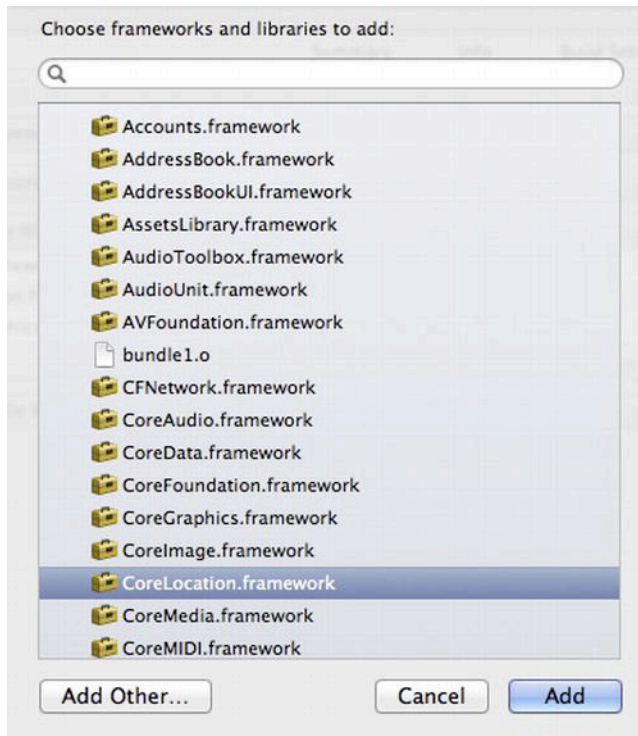 Choose frameworks and libraries to add:
Accounts.framework
AddressBook.framework
AddressBookUI.framework
AssetsLibrary.framework
AudioToolbox.framework
AudioUnit.framework
AVFoundation.framework
bundle1.o
CFNetwork.framework
CoreAudio.framework
CoreData.framework
CoreFoundation.framework
CoreGraphics.framework
CoreImage.framework
CoreLocation.framework
CoreMedia.framework
CoreMIDI.framework
Add Other... Cancel Add